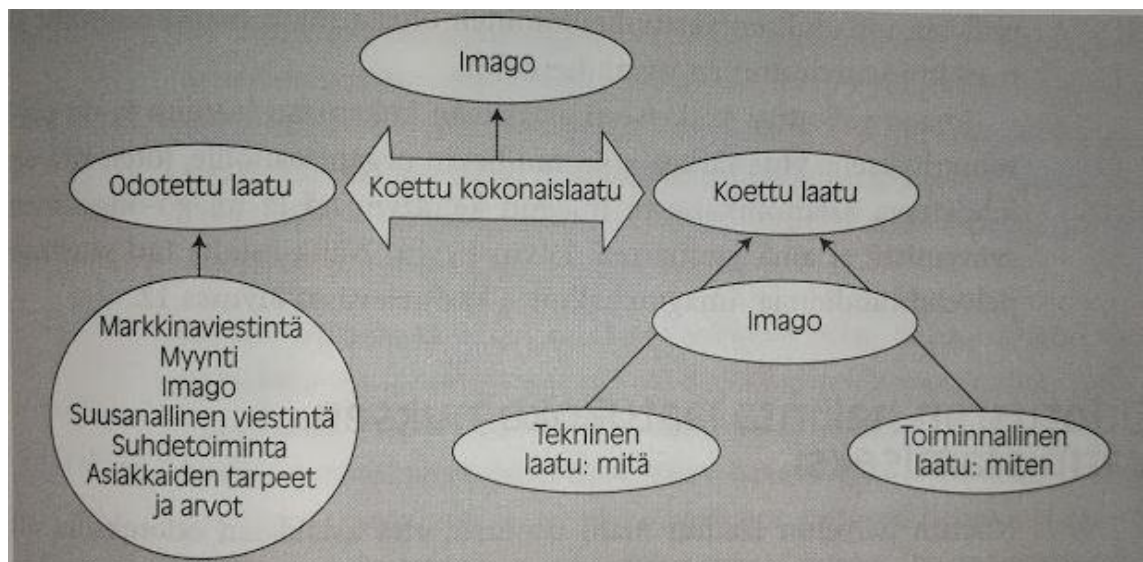 Imago
Odotettu laatu
Koettu kokonaislaatu
Koettu laatu
Markkinaviestintä
Myynti
Imago
Suusanallinen viestintä
Suhdetoiminta
Asiakkaiden tarpeet
ja arvot
Imago
Tekninen
laatu: mitä
Toiminnallinen
laatu: miten